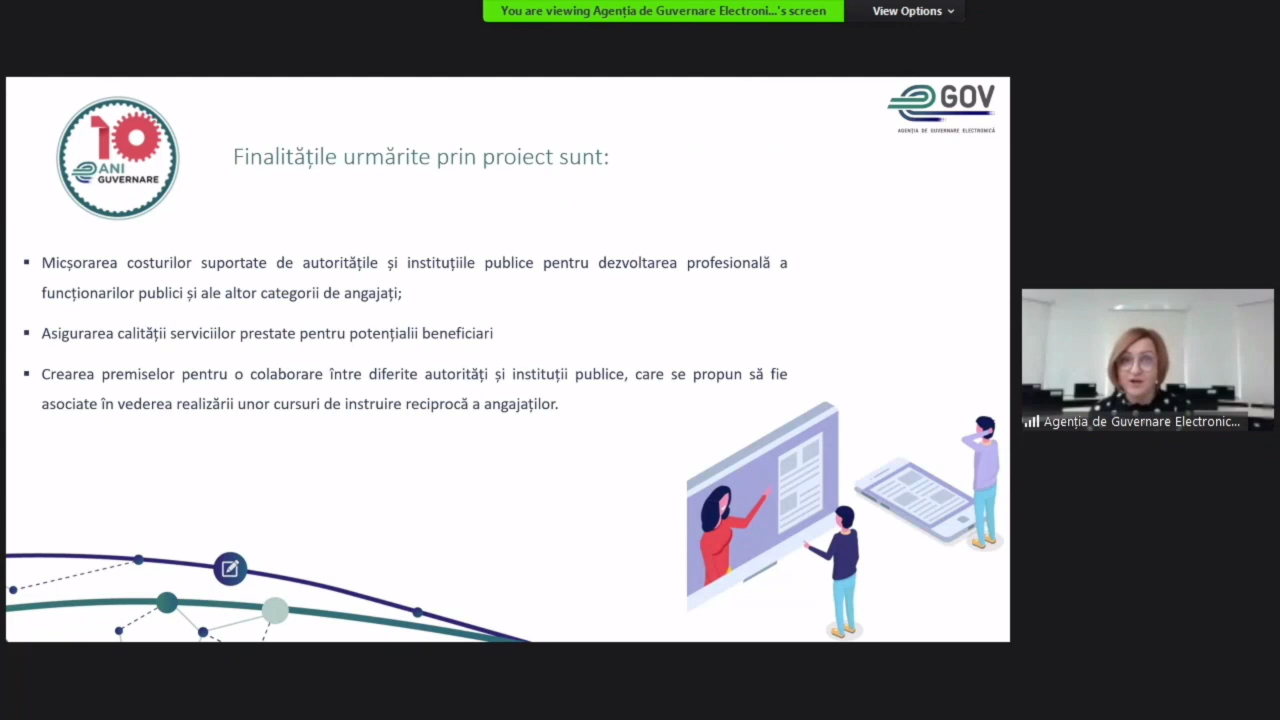 You are viewing Agenția de Guvernare Electroni...'s screen
View Options
10
ANI
GUVERNARE
GOV
AGENȚIA DE GUVERNARE ELECTRONICĂ
Finalitățile urmărite prin proiect sunt:
Micșorarea costurilor suportate de autoritățile și instituțiile publice pentru dezvoltarea profesională a
funcționarilor publici și ale altor categorii de angajați;
Asigurarea calității serviciilor prestate pentru potențialii beneficiari
Crearea premiselor pentru o colaborare între diferite autorități și instituții publice, care se propun să fie
asociate în vederea realizării unor cursuri de instruire reciprocă a angajaților.
Agenția de Guvernare Electronic...